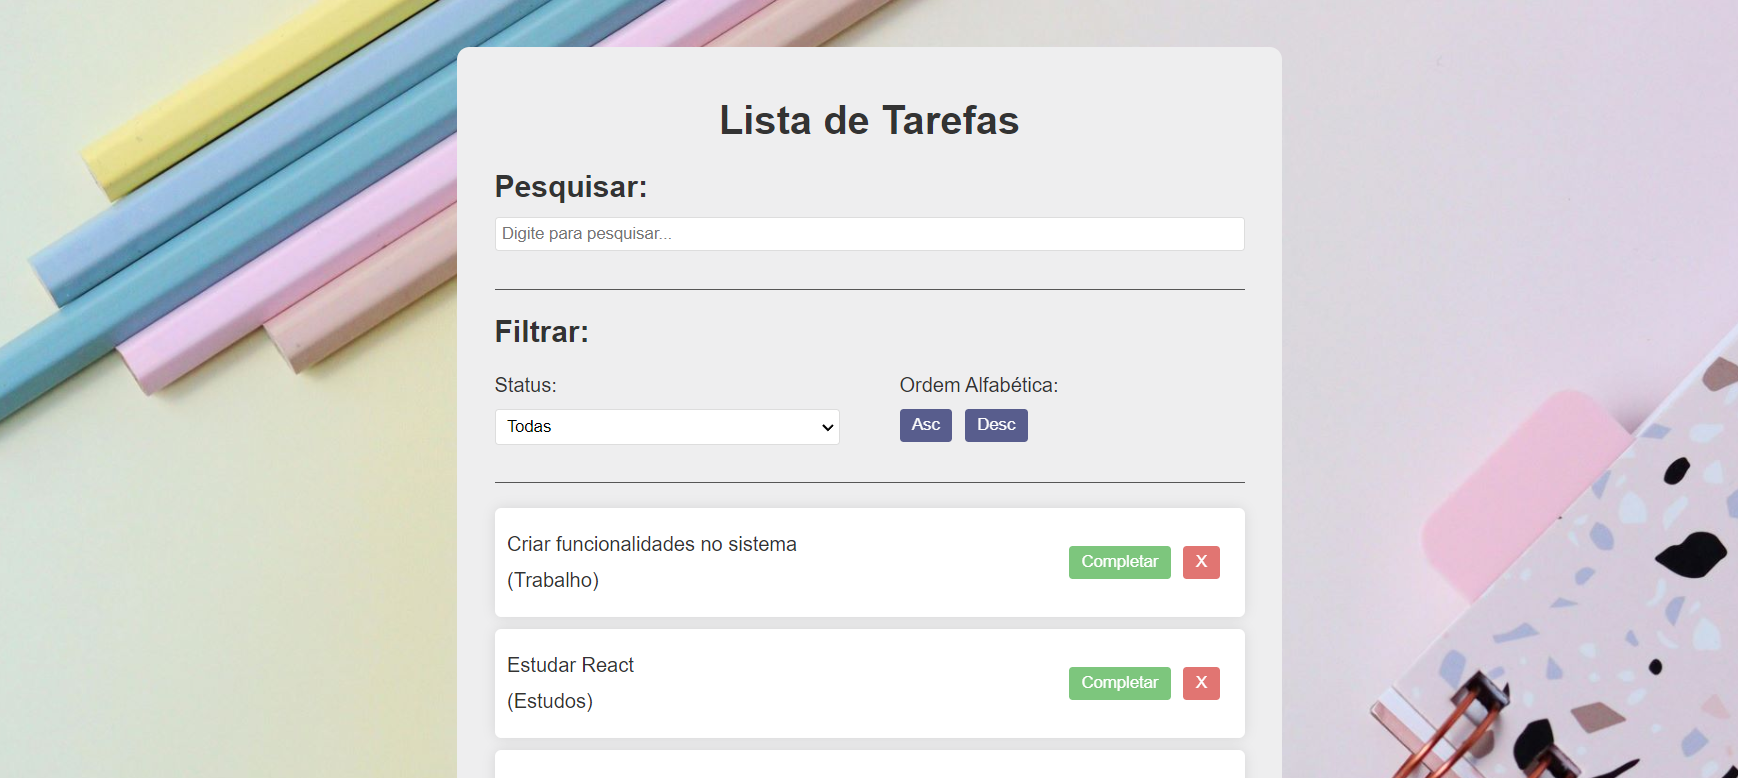 Lista de Tarefas
Pesquisar:
Digite para pesquisar...
Filtrar:
Status:
Ordem Alfabética:
Todas
Asc
Desc
Criar funcionalidades no sistema
(Trabalho)
Completar
X
Estudar React
(Estudos)
Completar
X